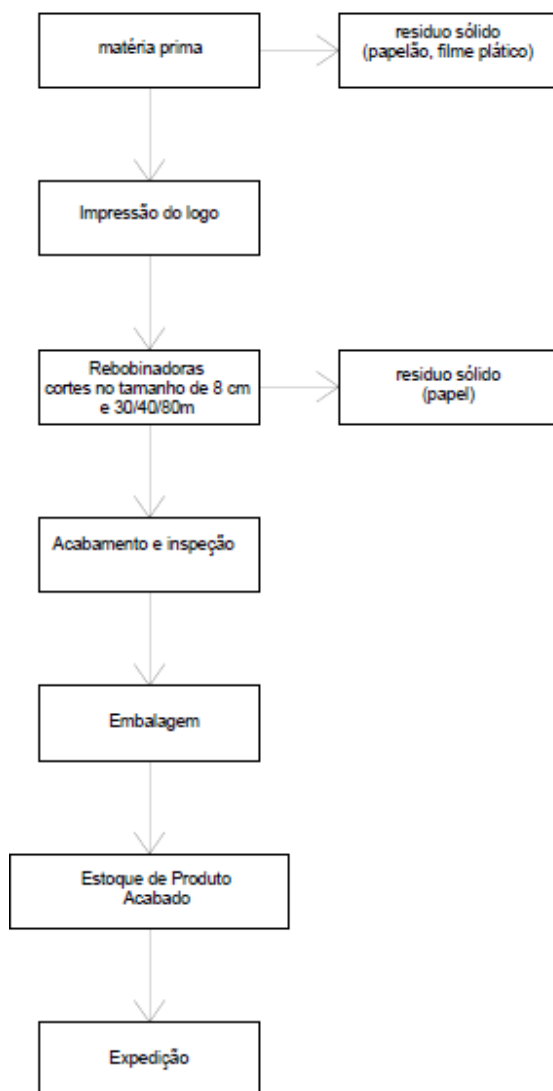 matéria prima
residuo sólido
(papelão, filme plático)
Impressão do logo
Rebobinadoras
cortes no tamanho de 8 cm
e 30/40/80m
residuo sólido
(papel)
Acabamento e inspeção
Embalagem
Estoque de Produto
Acabado
Expedição